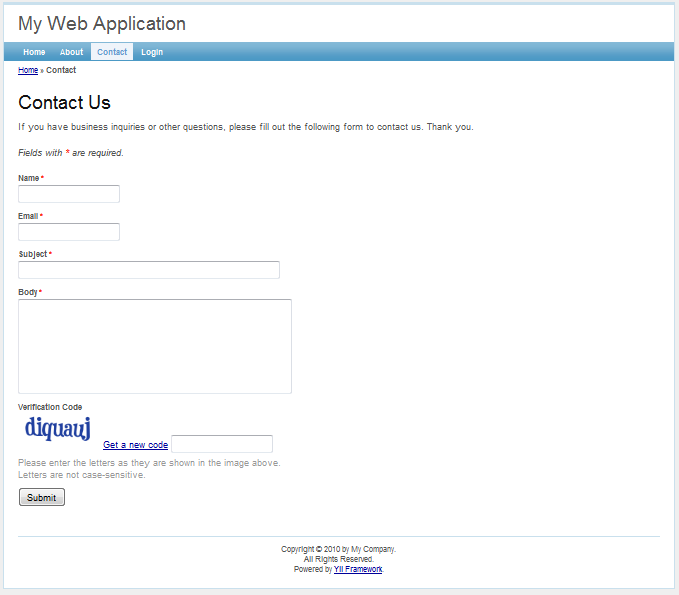 My Web Application
Home About Contact Login
Home » Contact
Contact Us
If you have business inquiries or other questions, please fill out the following form to contact us. Thank you.
Fields with * are required.
Name *
Email *
Subject *
Body *
Verification Code
diquauj Get a new code
Please enter the letters as they are shown in the image above.
Letters are not case-sensitive.
Submit
Copyright © 2010 by My Company.
All Rights Reserved.
Powered by Yii Framework.